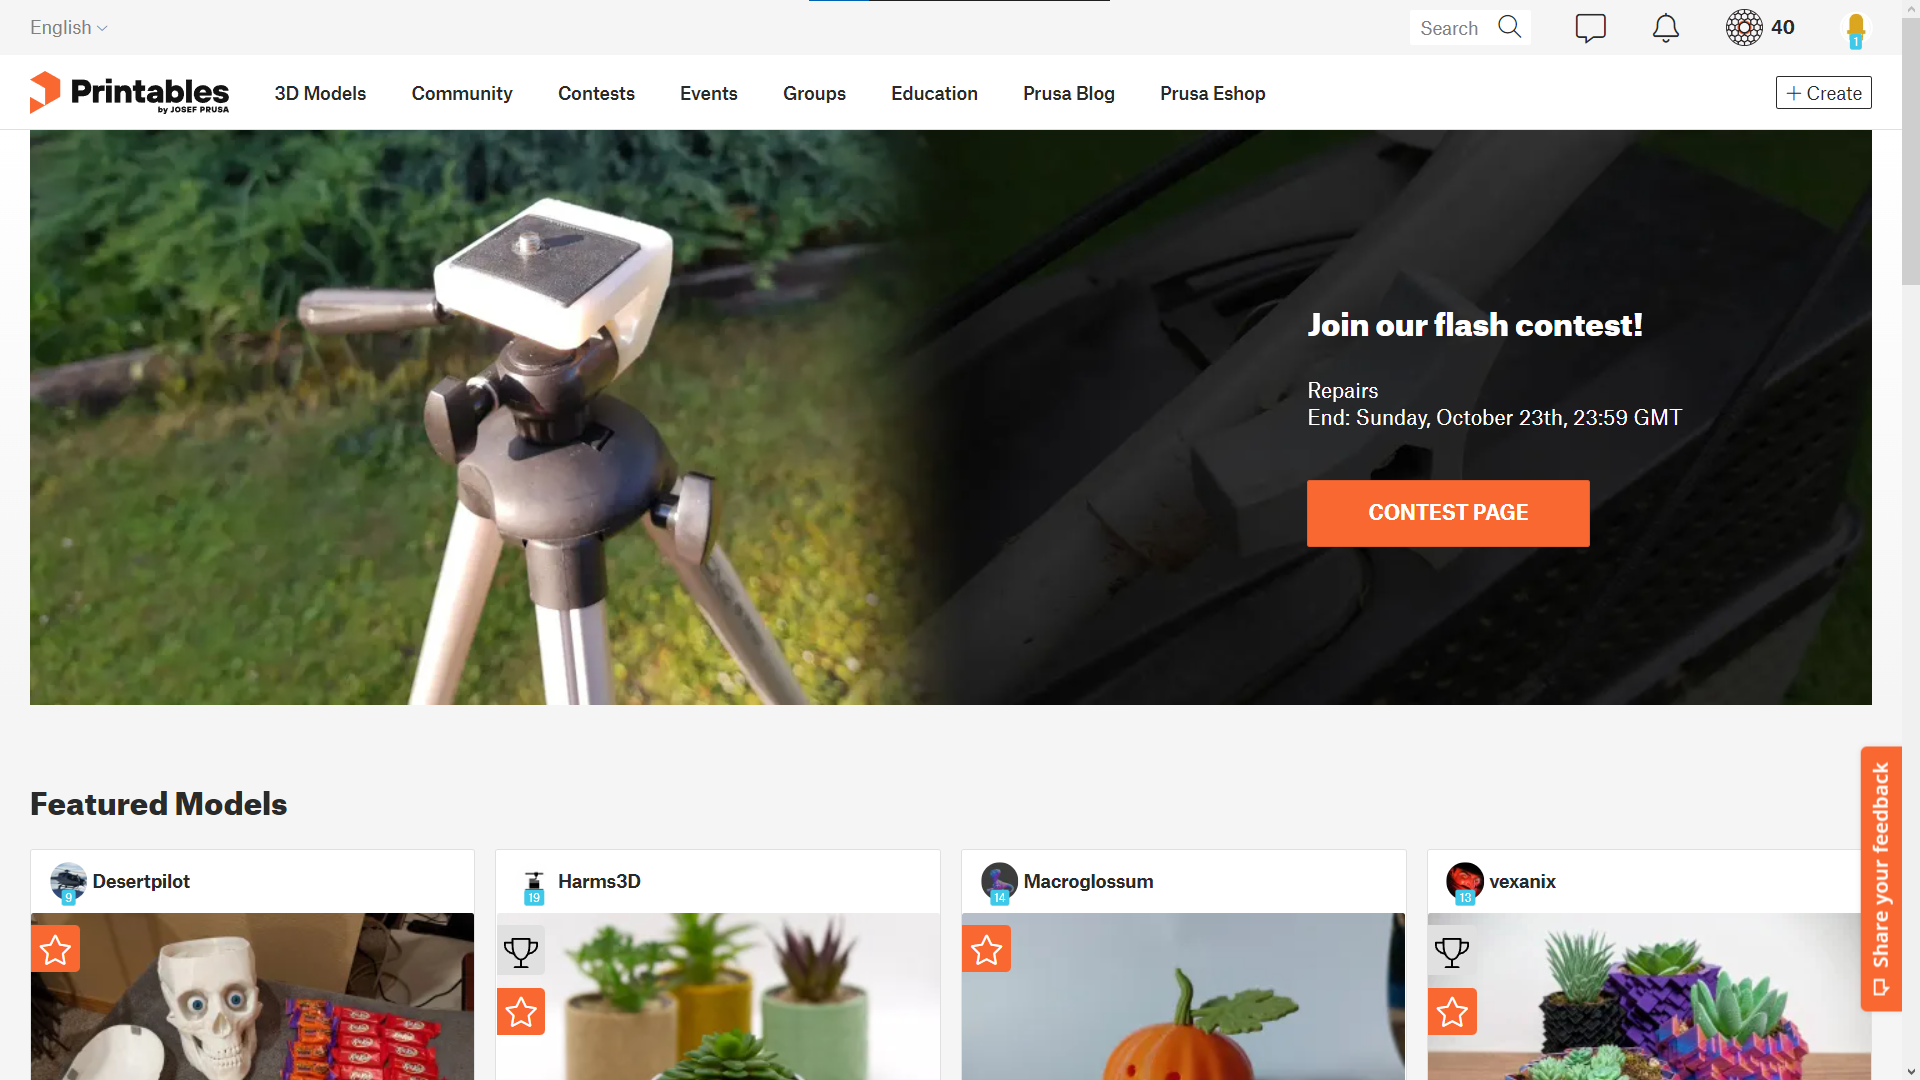 English
Search
40
1
Printables
by JOSEF PRUSA
3D Models
Community
Contests
Events
Groups
Education
Prusa Blog
Prusa Eshop
+ Create
Join our flash contest!
Repairs
End: Sunday, October 23th, 23:59 GMT
CONTEST PAGE
Share your feedback
Featured Models
9
Desertpilot
19
Harms3D
14
Macroglossum
13
vexanix